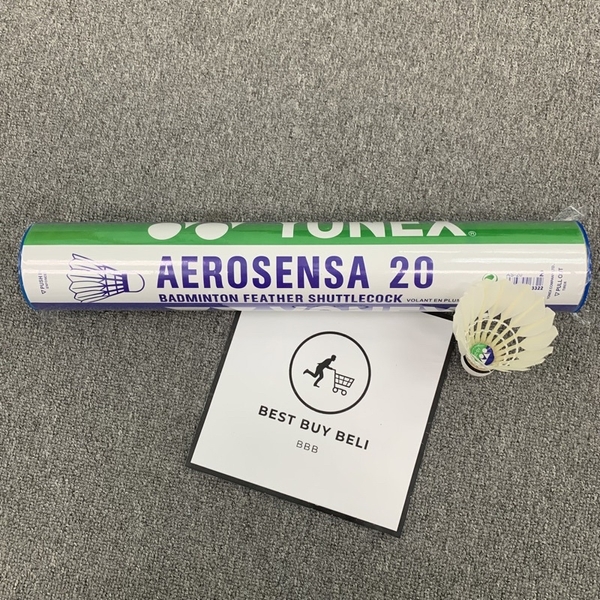 YONEX®
AEROSENSA 20
BADMINTON FEATHER SHUTTLECOCK VOLANT EN PLUM
BEST BUY BELI
BBB